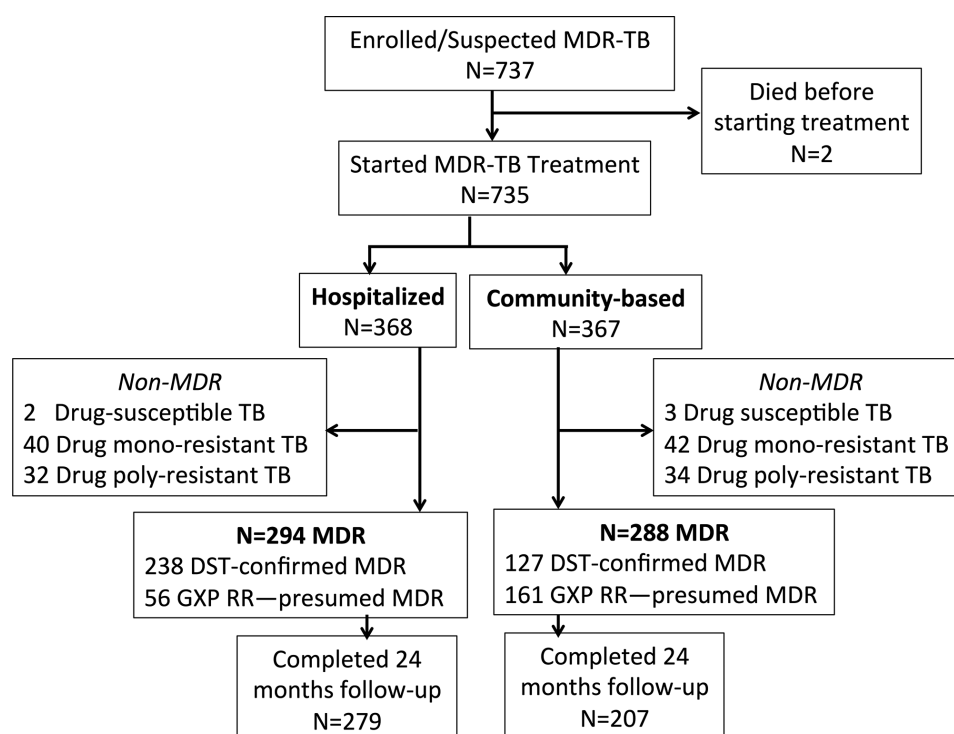 Enrolled/Suspected MDR-TB
N=737
Died before
starting treatment
N=2
Started MDR-TB Treatment
N=735
Hospitalized
N=368
Community-based
N=367
Non-MDR
2 Drug-susceptible TB
40 Drug mono-resistant TB
32 Drug poly-resistant TB
Non-MDR
3 Drug susceptible TB
42 Drug mono-resistant TB
34 Drug poly-resistant TB
N=294 MDR
238 DST-confirmed MDR
56 GXP RR—presumed MDR
N=288 MDR
127 DST-confirmed MDR
161 GXP RR—presumed MDR
Completed 24
months follow-up
N=279
Completed 24
months follow-up
N=207